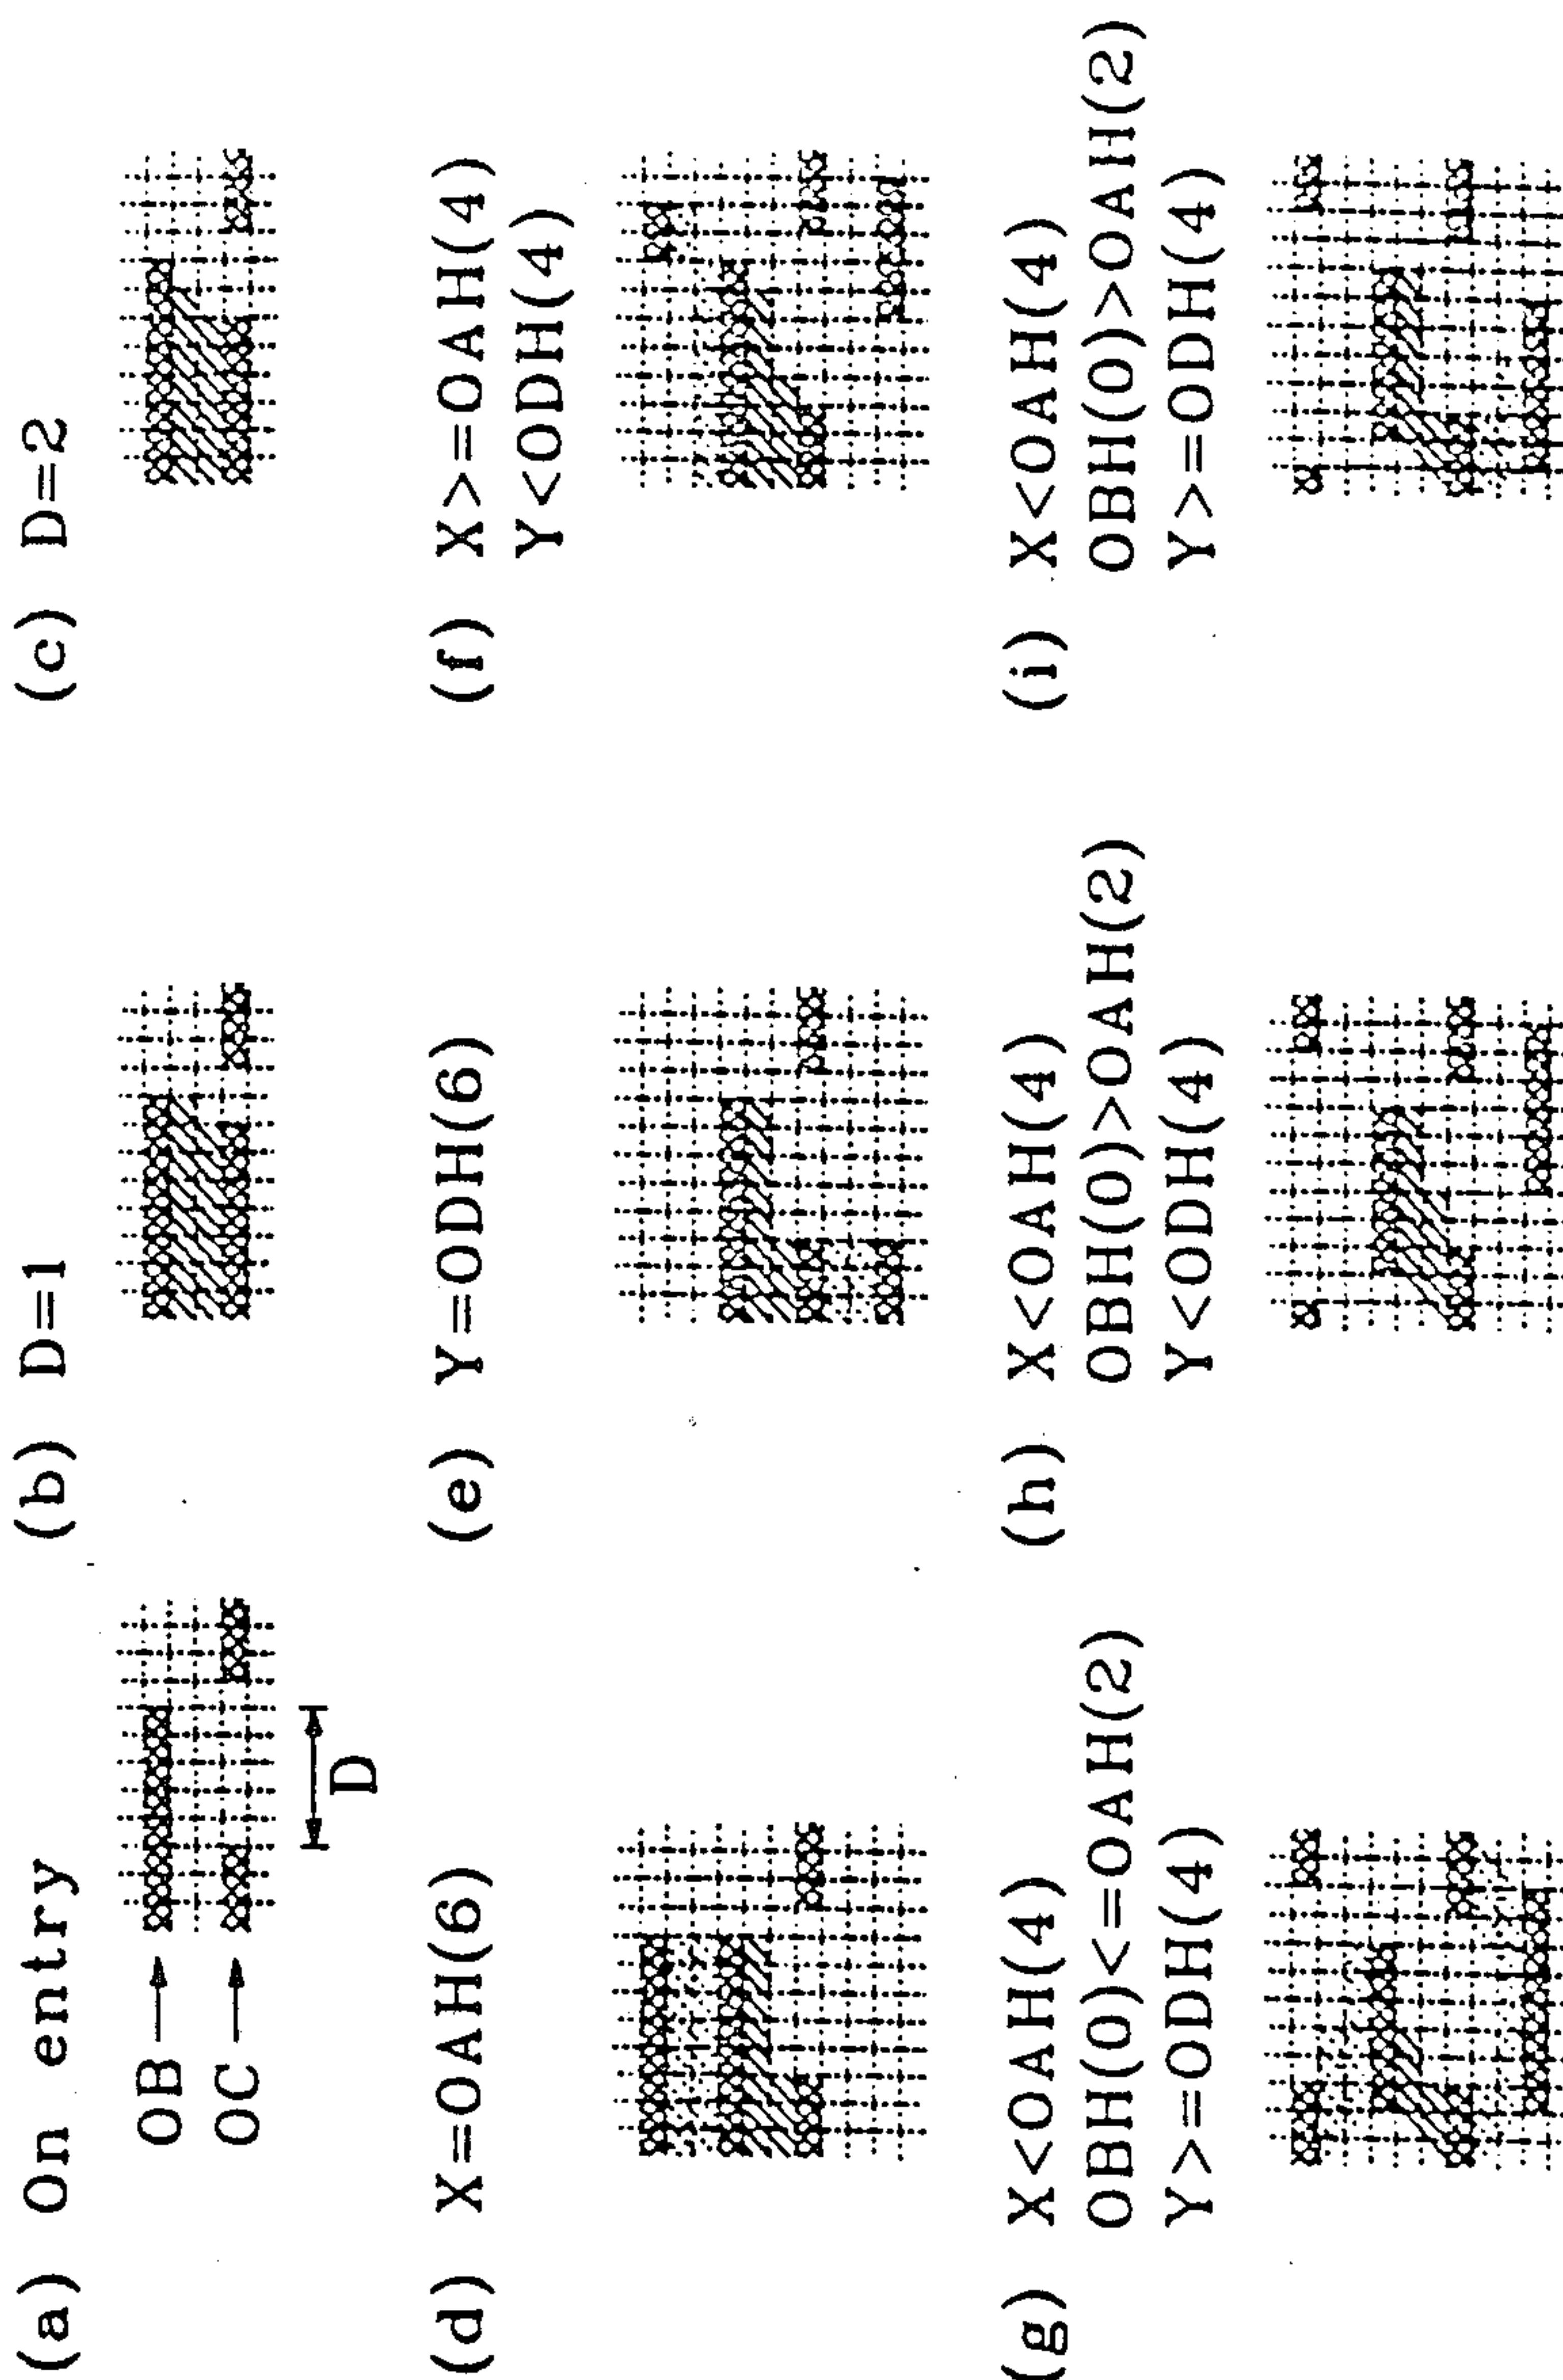 (a) On entry
OB
OC
D
(b) D=1
(c) D=2
(d) X=OAH(6)
(e) Y=ODH(6)
(f) X>=OAH(4)
Y<ODH(4)
(g) X<OAH(4)
OBH(0)<=OAH(2)
Y>=ODH(4)
(h) X<OAH(4)
OBH(0)>OAH(2)
Y<ODH(4)
(i) X<OAH(4)
OBH(0)>OAH(2)
Y>=ODH(4)